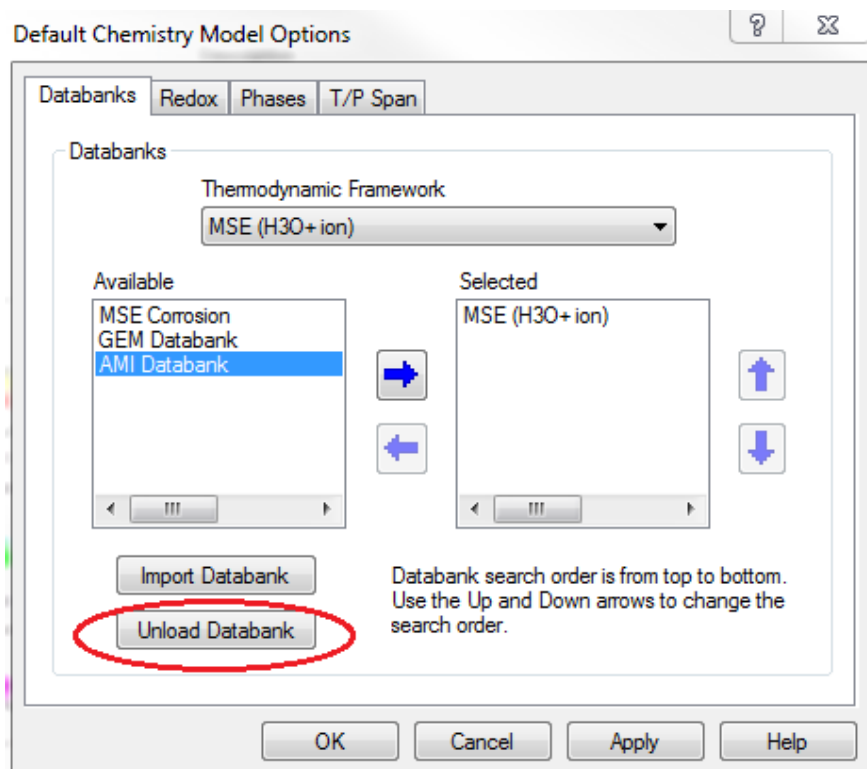 Default Chemistry Model Options
?
Databanks Redox Phases T/P Span
Databanks
Thermodynamic Framework
MSE (H3O+ ion)
Available
MSE Corrosion
GEM Databank
AMI Databank
Selected
MSE (H3O+ ion)
Import Databank
Unload Databank
Databank search order is from top to bottom.
Use the Up and Down arrows to change the
search order.
OK Cancel Apply Help